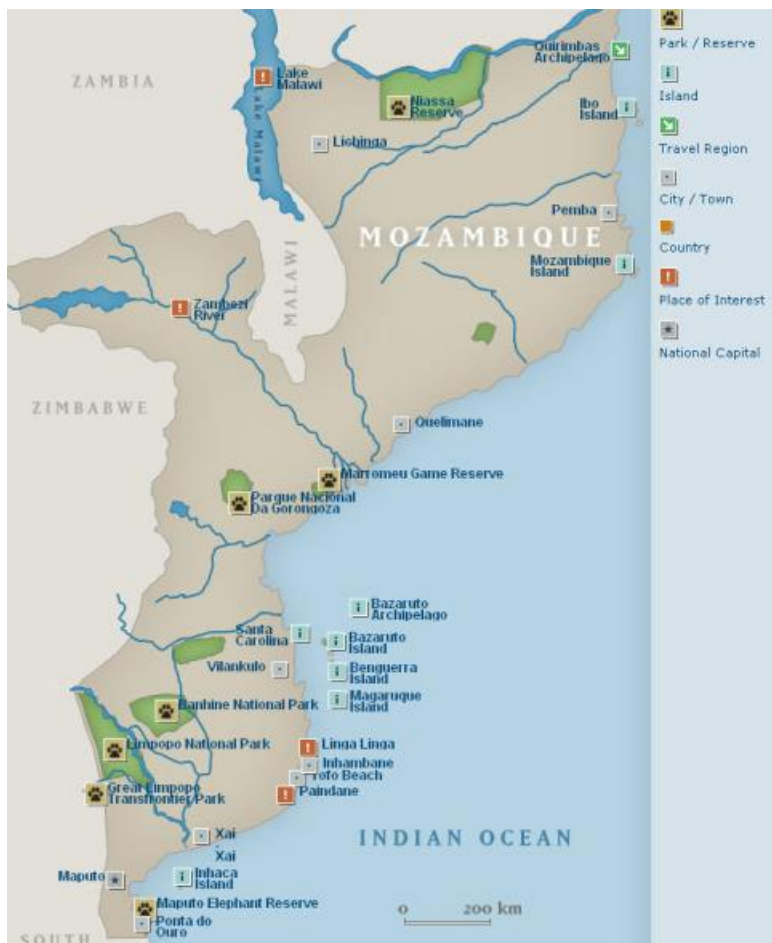 Park / Reserve
Island
Travel Region
City / Town
Country
Place of Interest
National Capital
Quirimbas
Archipelago
ZAMBIA
Lake
Malawi
Lake Malawi
Niassa
Reserve
Ibo
Island
Lichinga
Pemba
MOZAMBIQUE
Mozambique
Island
MALAWI
Zambezi
River
ZIMBABWE
Quelimane
Marromeu Game Reserve
Parque Nacional
Da Gorongoza
Bazaruto
Archipelago
Santa
Carolina
Bazaruto
Island
Vilankulo
Benguerra
Island
Magaruque
Island
Banhine National Park
Limpopo National Park
Linga Linga
Inhambane
Tofo Beach
Great Limpopo
Transfrontier Park
Paindane
Xai
-
Xai
INDIAN OCEAN
Maputo
Inhaca
Island
Maputo Elephant Reserve
Ponta do
Ouro
0 200 km
SOUTH